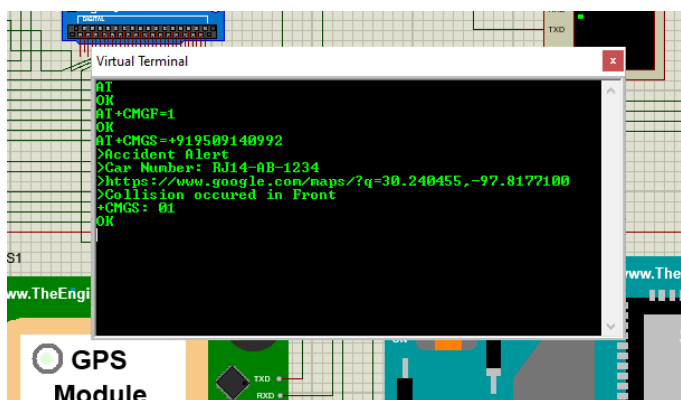 DIGITAL
TXD
Virtual Terminal
x
AT
OK
AT+CMGF=1
OK
AT+CMGS=+919509140992
>Accident Alert
>Car Number: RJ14-AB-1234
>https://www.google.com/maps/?q=30.240455,-97.8177100
>Collision occured in Front
+CMGS: 01
OK
S1
ww.TheEngi
www.The
GPS
Module
TXD
RXD